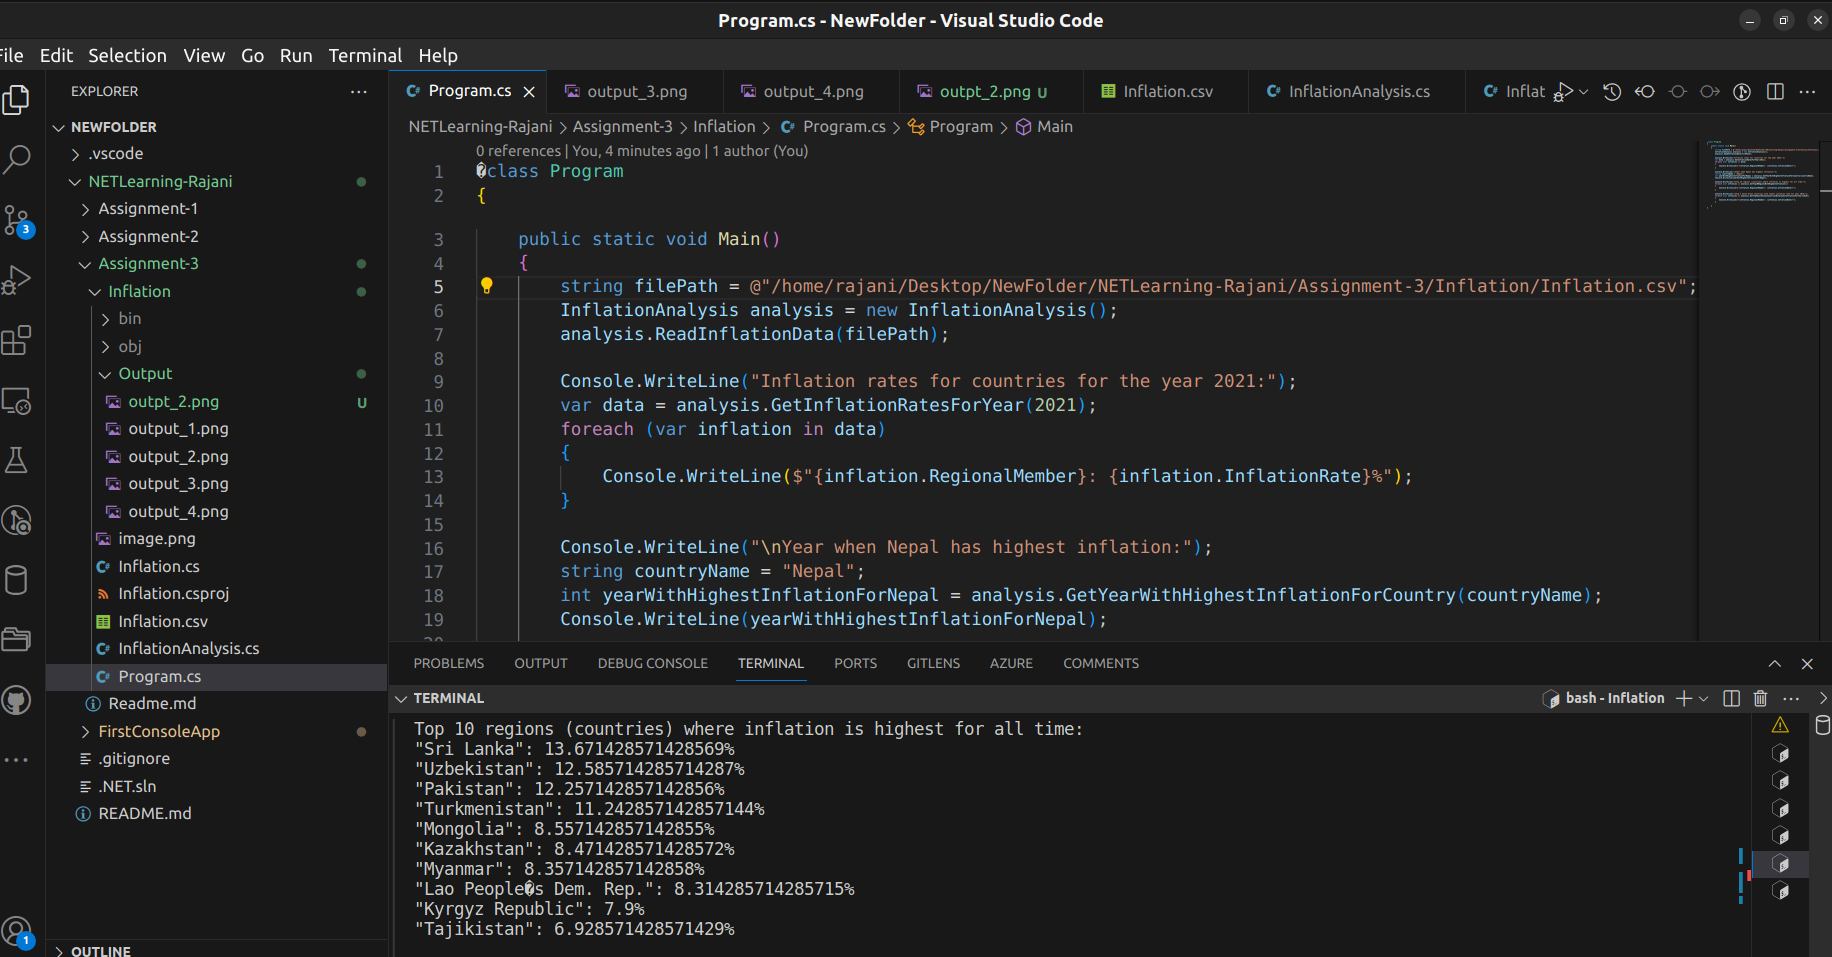 Program.cs - NewFolder - Visual Studio Code
File Edit Selection View Go Run Terminal Help
EXPLORER
NEWFOLDER
.vscode
NETLearning-Rajani
Assignment-1
Assignment-2
Assignment-3
Inflation
bin
obj
Output
outpt_2.png U
output_1.png
output_2.png
output_3.png
output_4.png
image.png
Inflation.cs
Inflation.csproj
Inflation.csv
InflationAnalysis.cs
Program.cs
Readme.md
FirstConsoleApp
.gitignore
.NET.sln
README.md
OUTLINE
3
1
Program.cs output_3.png output_4.png outpt_2.png U Inflation.csv InflationAnalysis.cs Inflat
NETLearning-Rajani > Assignment-3 > Inflation > Program.cs > Program > Main
0 references | You, 4 minutes ago | 1 author (You)
1 �class Program
2 {
3 public static void Main()
4 {
5 string filePath = @"/home/rajani/Desktop/NewFolder/NETLearning-Rajani/Assignment-3/Inflation/Inflation.csv";
6 InflationAnalysis analysis = new InflationAnalysis();
7 analysis.ReadInflationData(filePath);
8
9 Console.WriteLine("Inflation rates for countries for the year 2021:");
10 var data = analysis.GetInflationRatesForYear(2021);
11 foreach (var inflation in data)
12 {
13 Console.WriteLine($"{inflation.RegionalMember}: {inflation.InflationRate}%");
14 }
15
16 Console.WriteLine("\nYear when Nepal has highest inflation:");
17 string countryName = "Nepal";
18 int yearWithHighestInflationForNepal = analysis.GetYearWithHighestInflationForCountry(countryName);
19 Console.WriteLine(yearWithHighestInflationForNepal);
PROBLEMS OUTPUT DEBUG CONSOLE TERMINAL PORTS GITLENS AZURE COMMENTS
TERMINAL
bash - Inflation
Top 10 regions (countries) where inflation is highest for all time:
"Sri Lanka": 13.671428571428569%
"Uzbekistan": 12.585714285714287%
"Pakistan": 12.257142857142856%
"Turkmenistan": 11.242857142857144%
"Mongolia": 8.557142857142855%
"Kazakhstan": 8.471428571428572%
"Myanmar": 8.357142857142858%
"Lao People�s Dem. Rep.": 8.314285714285715%
"Kyrgyz Republic": 7.9%
"Tajikistan": 6.928571428571429%